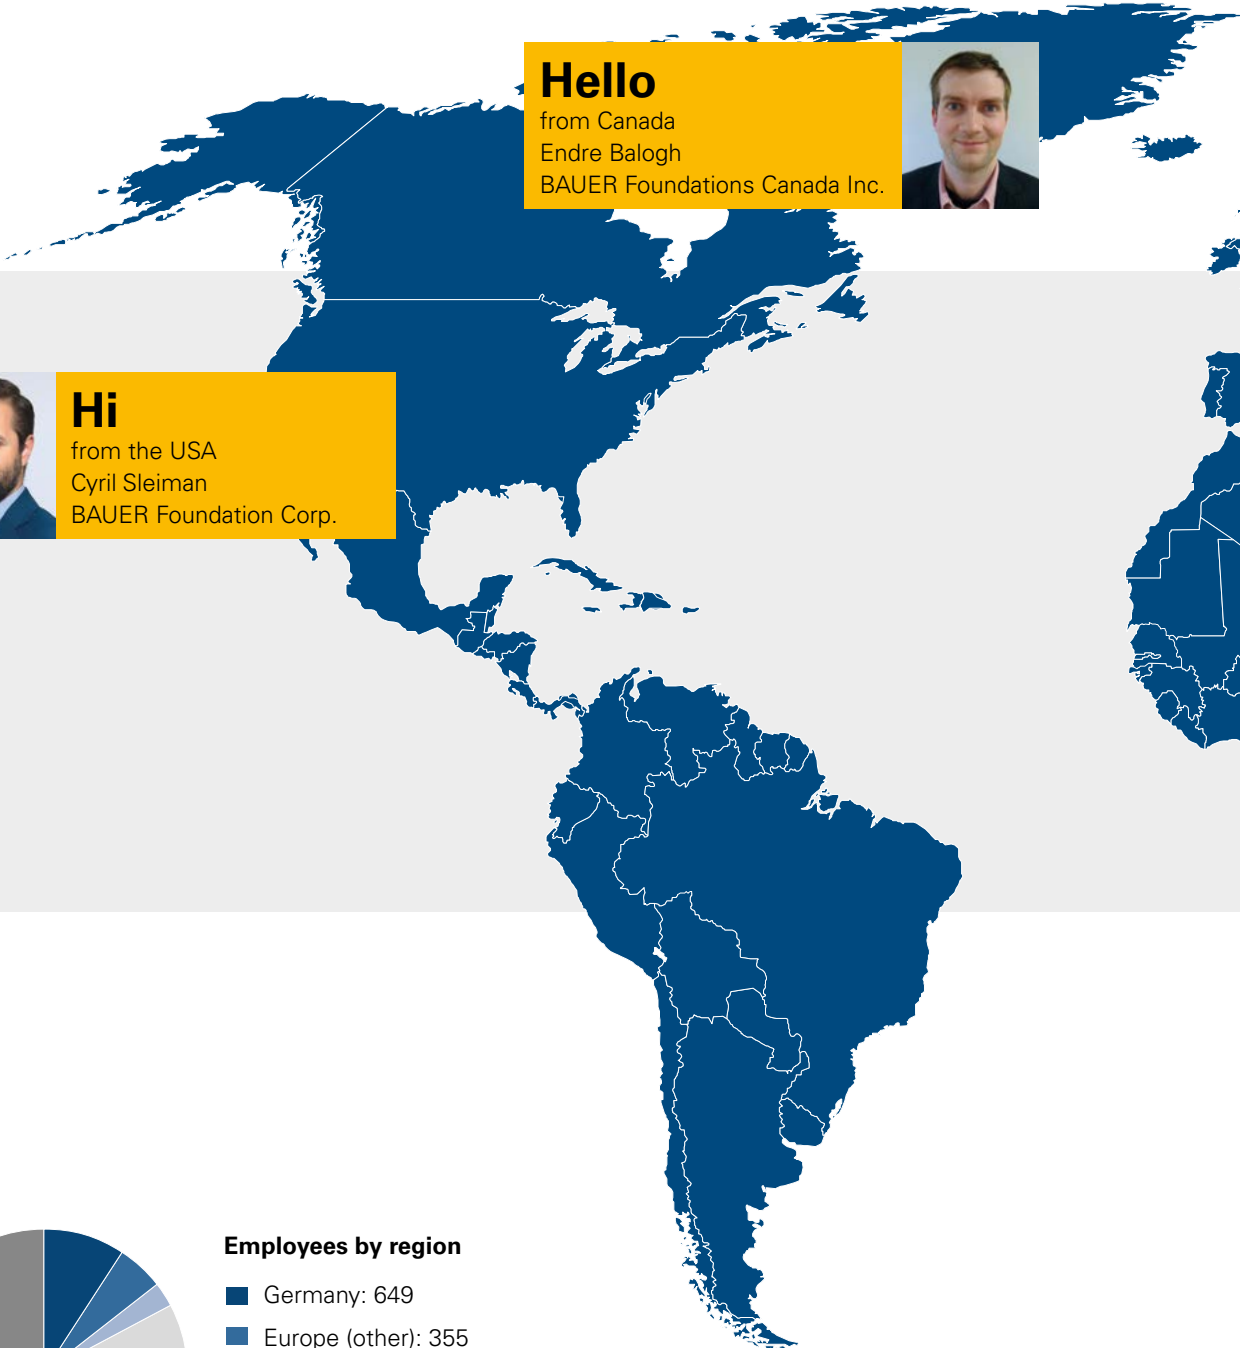 Hello
from Canada
Endre Balogh
BAUER Foundations Canada Inc.
Hi
from the USA
Cyril Sleiman
BAUER Foundation Corp.
Employees by region
Germany: 649
Europe (other): 355